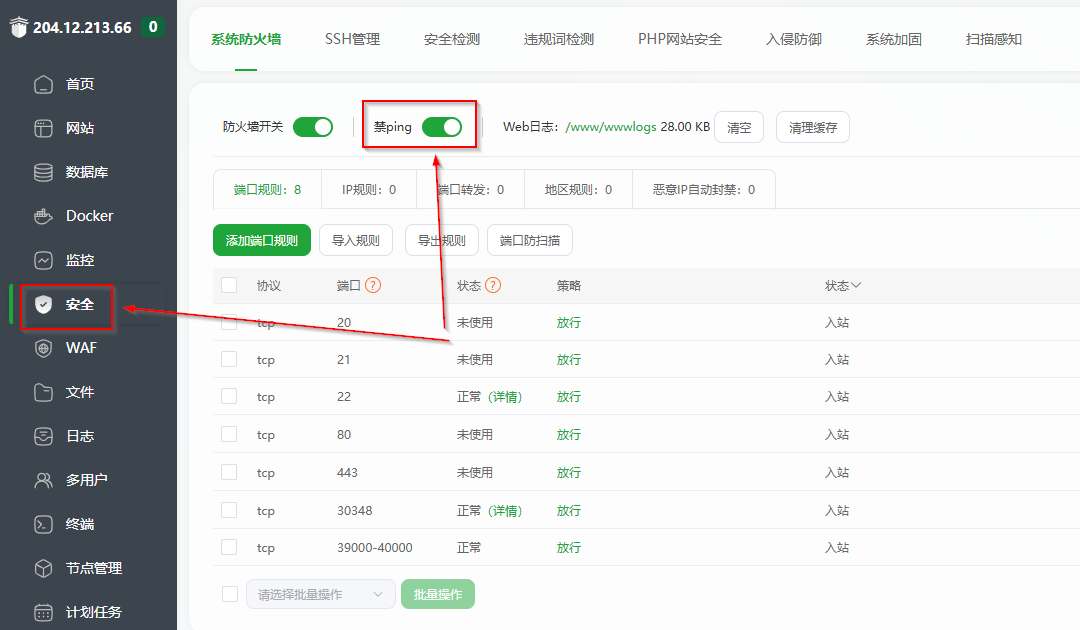 204.12.213.66 0
首页
网站
数据库
Docker
监控
安全
WAF
文件
日志
多用户
终端
节点管理
计划任务
系统防火墙 SSH管理 安全检测 违规词检测 PHP网站安全 入侵防御 系统加固 扫描感知
防火墙开关 禁ping Web日志: /www/wwwlogs 28.00 KB 清空 清理缓存
端口规则: 8 IP规则: 0 端口转发: 0 地区规则: 0 恶意IP自动封禁: 0
添加端口规则 导入规则 导出规则 端口防扫描
协议 端口 ? 状态 ? 策略 状态
tcp 20 未使用 放行 入站
tcp 21 未使用 放行 入站
tcp 22 正常 (详情) 放行 入站
tcp 80 未使用 放行 入站
tcp 443 未使用 放行 入站
tcp 30348 正常 (详情) 放行 入站
tcp 39000-40000 正常 放行 入站
请选择批量操作 批量操作